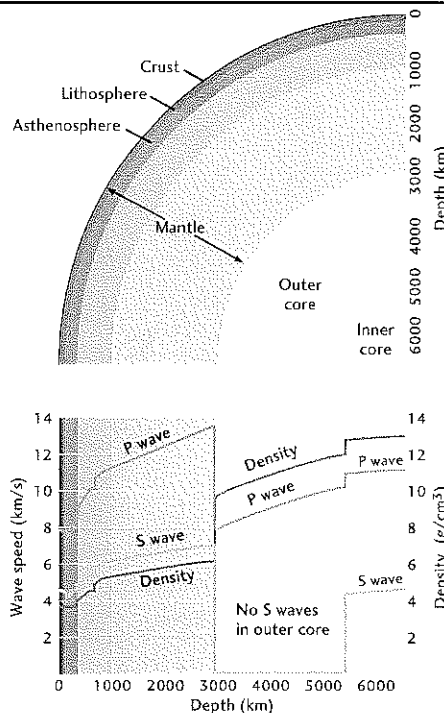 Crust
Lithosphere
Asthenosphere
Mantle
Outer
core
Inner
core
0
1000
2000
3000
4000
5000
6000
Depth (km)
14
12
10
8
6
4
2
Wave speed (km/s)
P wave
S wave
Density
Density
P wave
No S waves
in outer core
P wave
S wave
14
12
10
8
6
4
2
Density (g/cm³)
0 1000 2000 3000 4000 5000 6000
Depth (km)